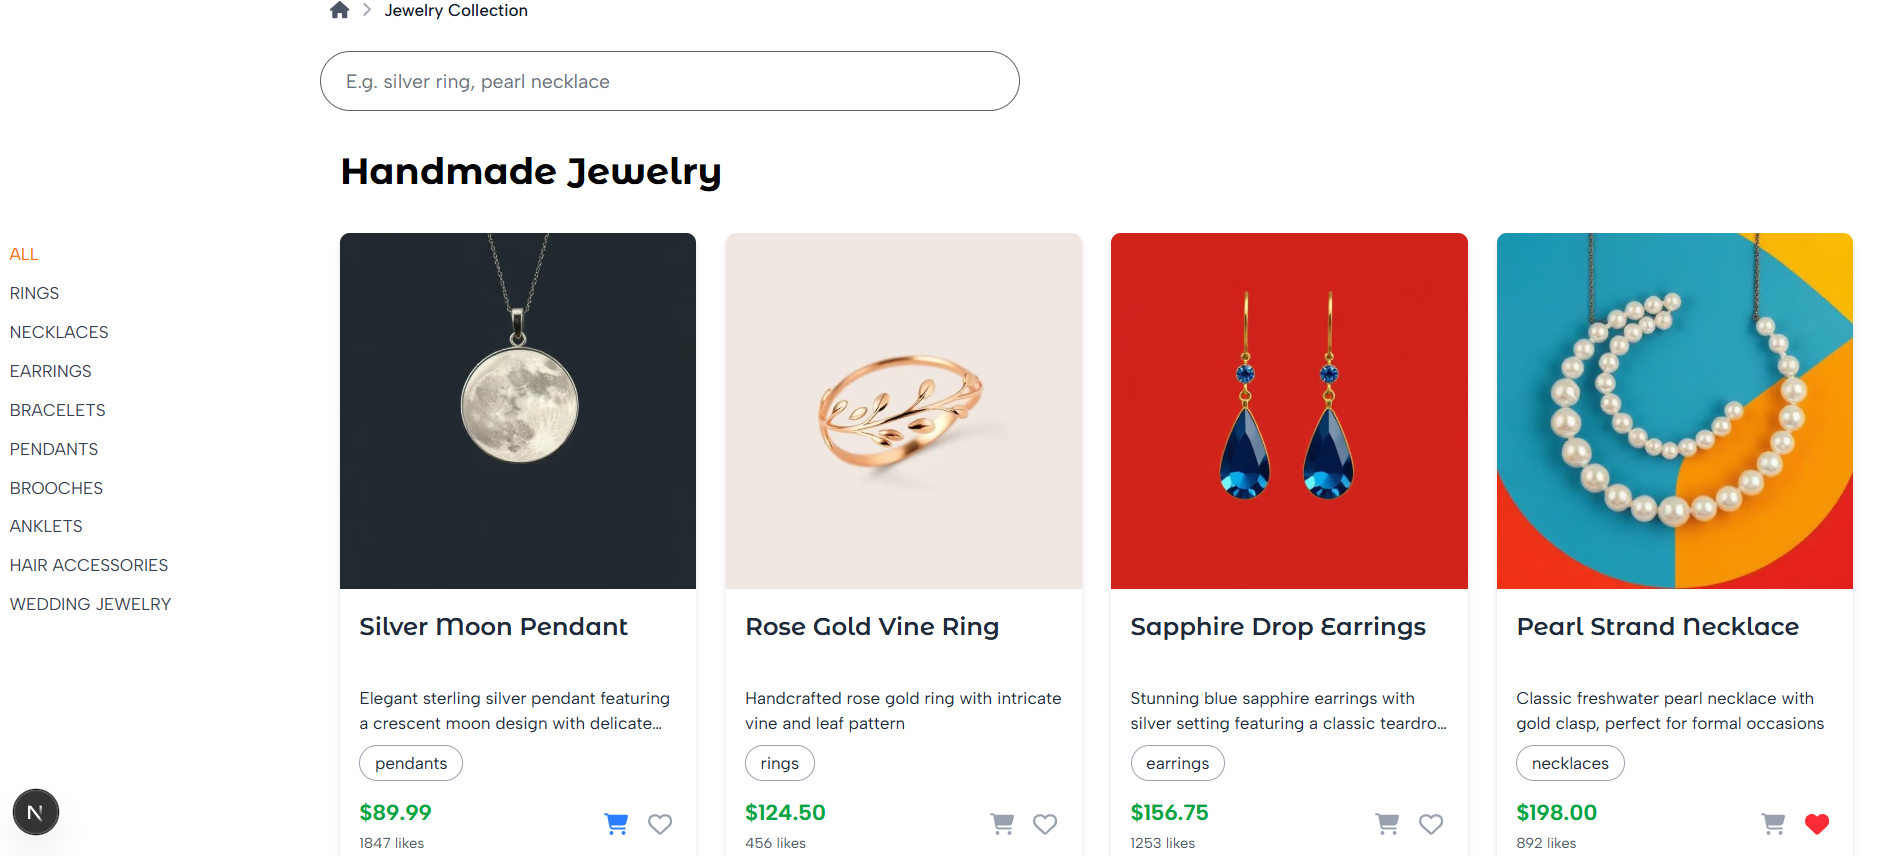 Jewelry Collection
E.g. silver ring, pearl necklace
Handmade Jewelry
ALL
RINGS
NECKLACES
EARRINGS
BRACELETS
PENDANTS
BROOCHES
ANKLETS
HAIR ACCESSORIES
WEDDING JEWELRY
Silver Moon Pendant
Elegant sterling silver pendant featuring
a crescent moon design with delicate...
pendants
$89.99
1847 likes
Rose Gold Vine Ring
Handcrafted rose gold ring with intricate
vine and leaf pattern
rings
$124.50
456 likes
Sapphire Drop Earrings
Stunning blue sapphire earrings with
silver setting featuring a classic teardro...
earrings
$156.75
1253 likes
Pearl Strand Necklace
Classic freshwater pearl necklace with
gold clasp, perfect for formal occasions
necklaces
$198.00
892 likes
N